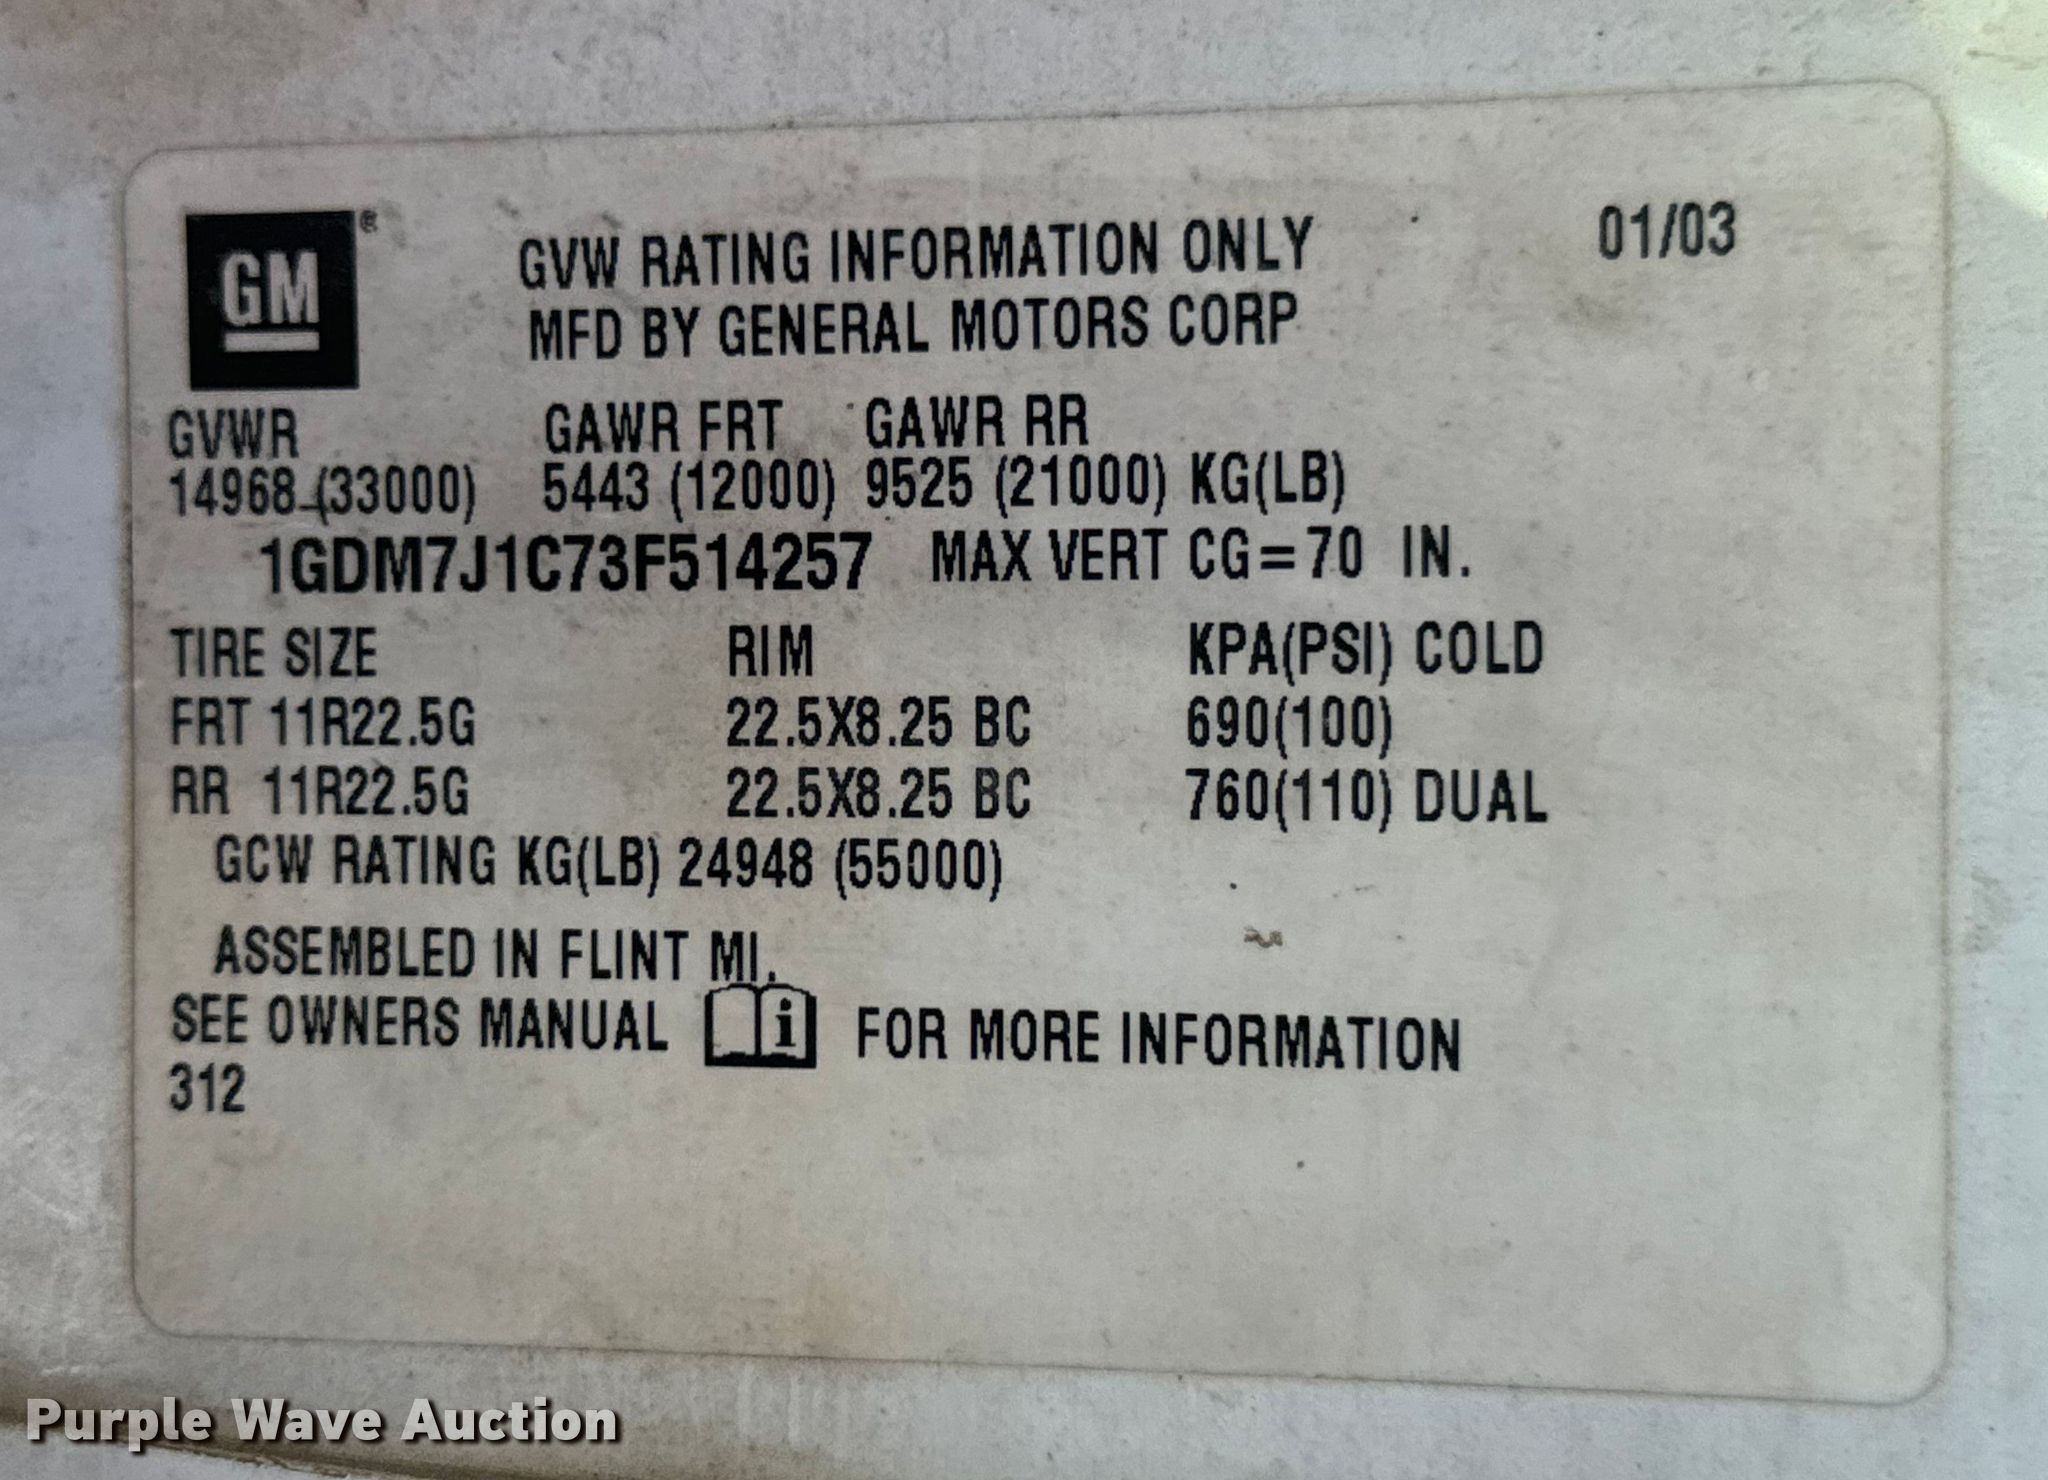 GM®
GVW RATING INFORMATION ONLY 01/03
MFD BY GENERAL MOTORS CORP
GVWR GAWR FRT GAWR RR
14968 (33000) 5443 (12000) 9525 (21000) KG(LB)
1GDM7J1C73F514257 MAX VERT CG=70 IN.
TIRE SIZE RIM KPA(PSI) COLD
FRT 11R22.5G 22.5X8.25 BC 690(100)
RR 11R22.5G 22.5X8.25 BC 760(110) DUAL
GCW RATING KG(LB) 24948 (55000)
ASSEMBLED IN FLINT MI.
SEE OWNERS MANUAL i FOR MORE INFORMATION
312
Purple Wave Auction